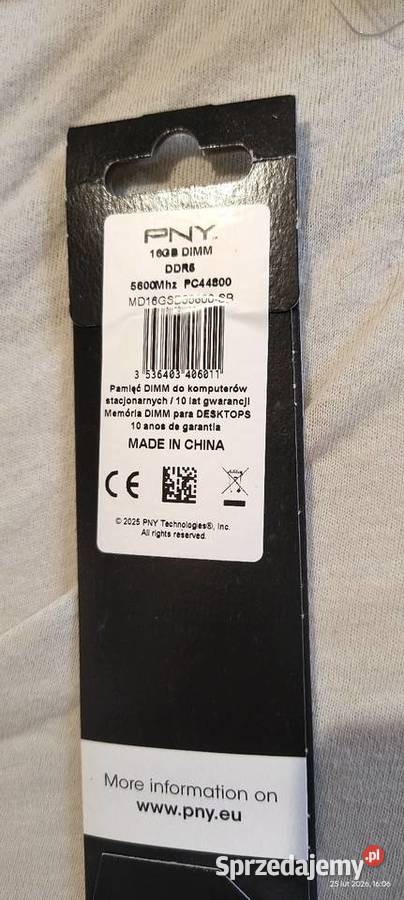 PNY
16GB DIMM
DDR5
5600Mhz PC44800
3 536403 406011
Pamięć DIMM do komputerów
stacjonarnych / 10 lat gwarancji
Memória DIMM para DESKTOPS
10 anos de garantia
MADE IN CHINA
CE
© 2025 PNY Technologies®, Inc.
All rights reserved.
More information on
www.pny.eu
Sprzedajemy.pl
25 lut 2026, 16:06